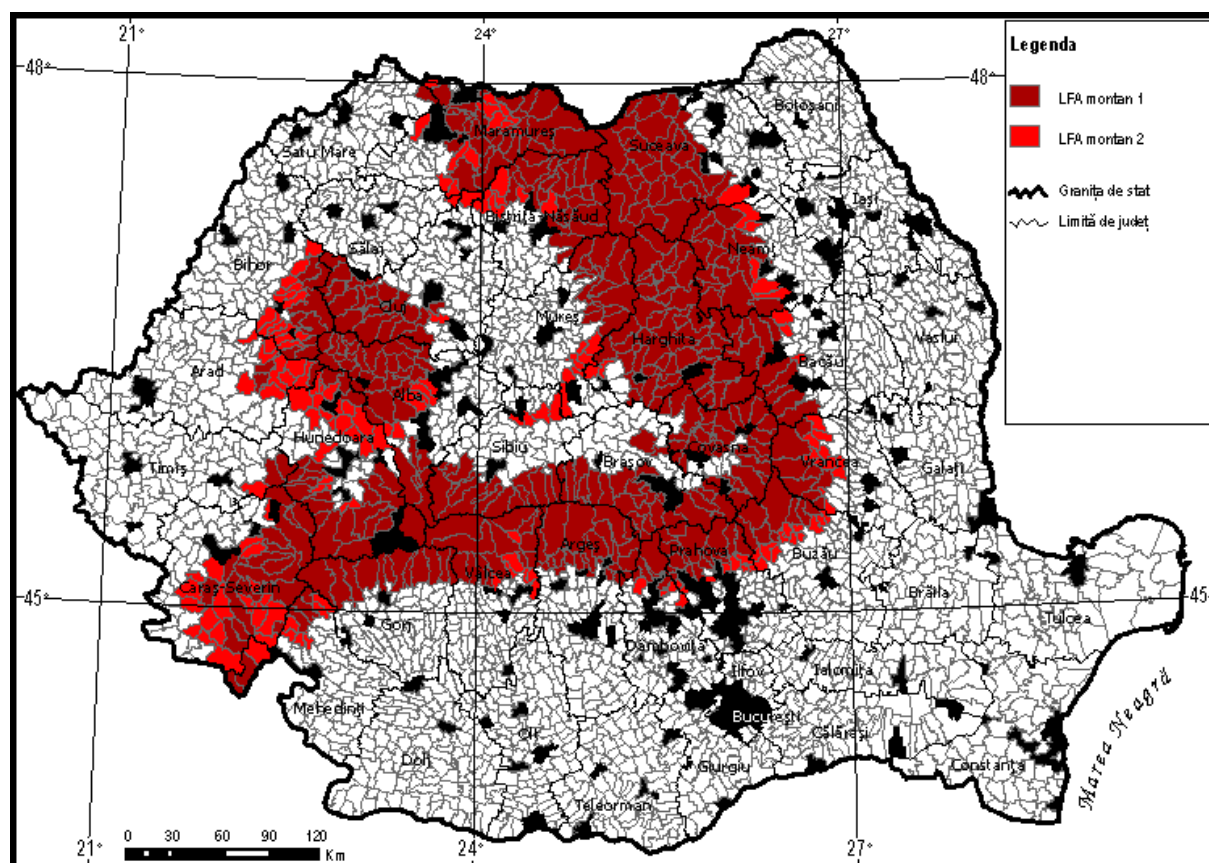 21°
24°
27°
48°
48°
Legenda
LFA montan 1
LFA montan 2
Granița de stat
Limită de județ
Botoșani
Maramureș
Suceava
Satu Mare
Iași
Bistrița-Năsăud
Sălaj
Neamț
Bihor
Cluj
Mureș
Harghita
Vaslui
Bacău
Arad
Alba
Hunedoara
Sibiu
Covasna
Brașov
Vrancea
Galați
Timiș
Argeș
Prahova
Buzău
Vâlcea
Caraș-Severin
45°
Brăila
45°
Tulcea
Gorj
Dambovița
Ilfov
Ialomița
Mehedinți
București
Olt
Călărași
Dolj
Giurgiu
Constanța
Teleorman
Marea Neagră
0 30 60 90 120
Km
21°
24°
27°